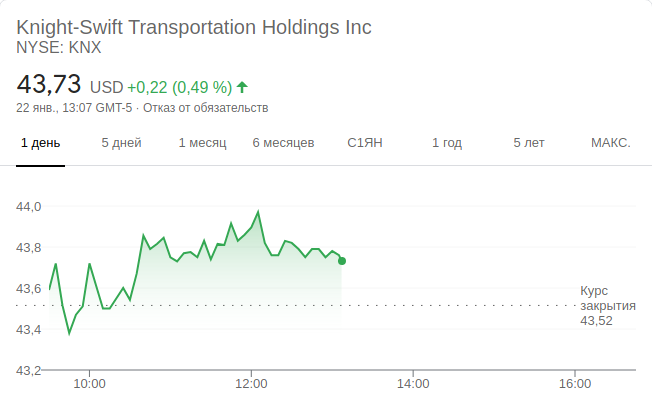 Knight-Swift Transportation Holdings Inc
NYSE: KNX
43,73 USD +0,22 (0,49 %)
22 янв., 13:07 GMT-5 · Отказ от обязательств
1 день 5 дней 1 месяц 6 месяцев С1ЯН 1 год 5 лет МАКС.
44,0
43,8
43,6
43,4
43,2
Курс
закрытия
43,52
10:00 12:00 14:00 16:00